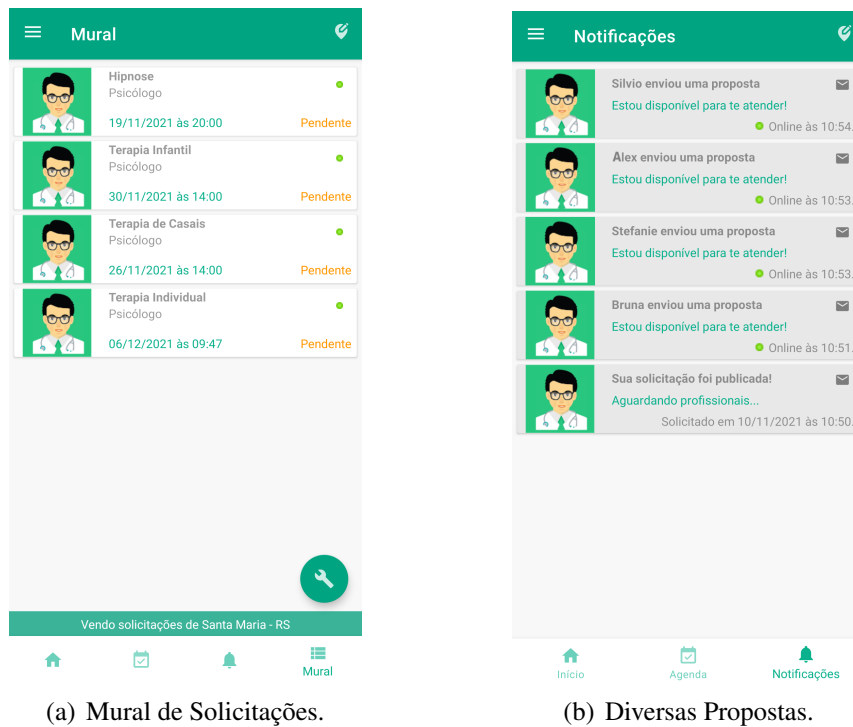 Mural
Hipnose
Psicólogo
19/11/2021 às 20:00 Pendente
Terapia Infantil
Psicólogo
30/11/2021 às 14:00 Pendente
Terapia de Casais
Psicólogo
26/11/2021 às 14:00 Pendente
Terapia Individual
Psicólogo
06/12/2021 às 09:47 Pendente
Vendo solicitações de Santa Maria - RS
Mural
(a) Mural de Solicitações.
Notificações
Silvio enviou uma proposta
Estou disponível para te atender!
Online às 10:54.
Alex enviou uma proposta
Estou disponível para te atender!
Online às 10:53.
Stefanie enviou uma proposta
Estou disponível para te atender!
Online às 10:53.
Bruna enviou uma proposta
Estou disponível para te atender!
Online às 10:51.
Sua solicitação foi publicada!
Aguardando profissionais...
Solicitado em 10/11/2021 às 10:50.
Início Agenda Notificações
(b) Diversas Propostas.